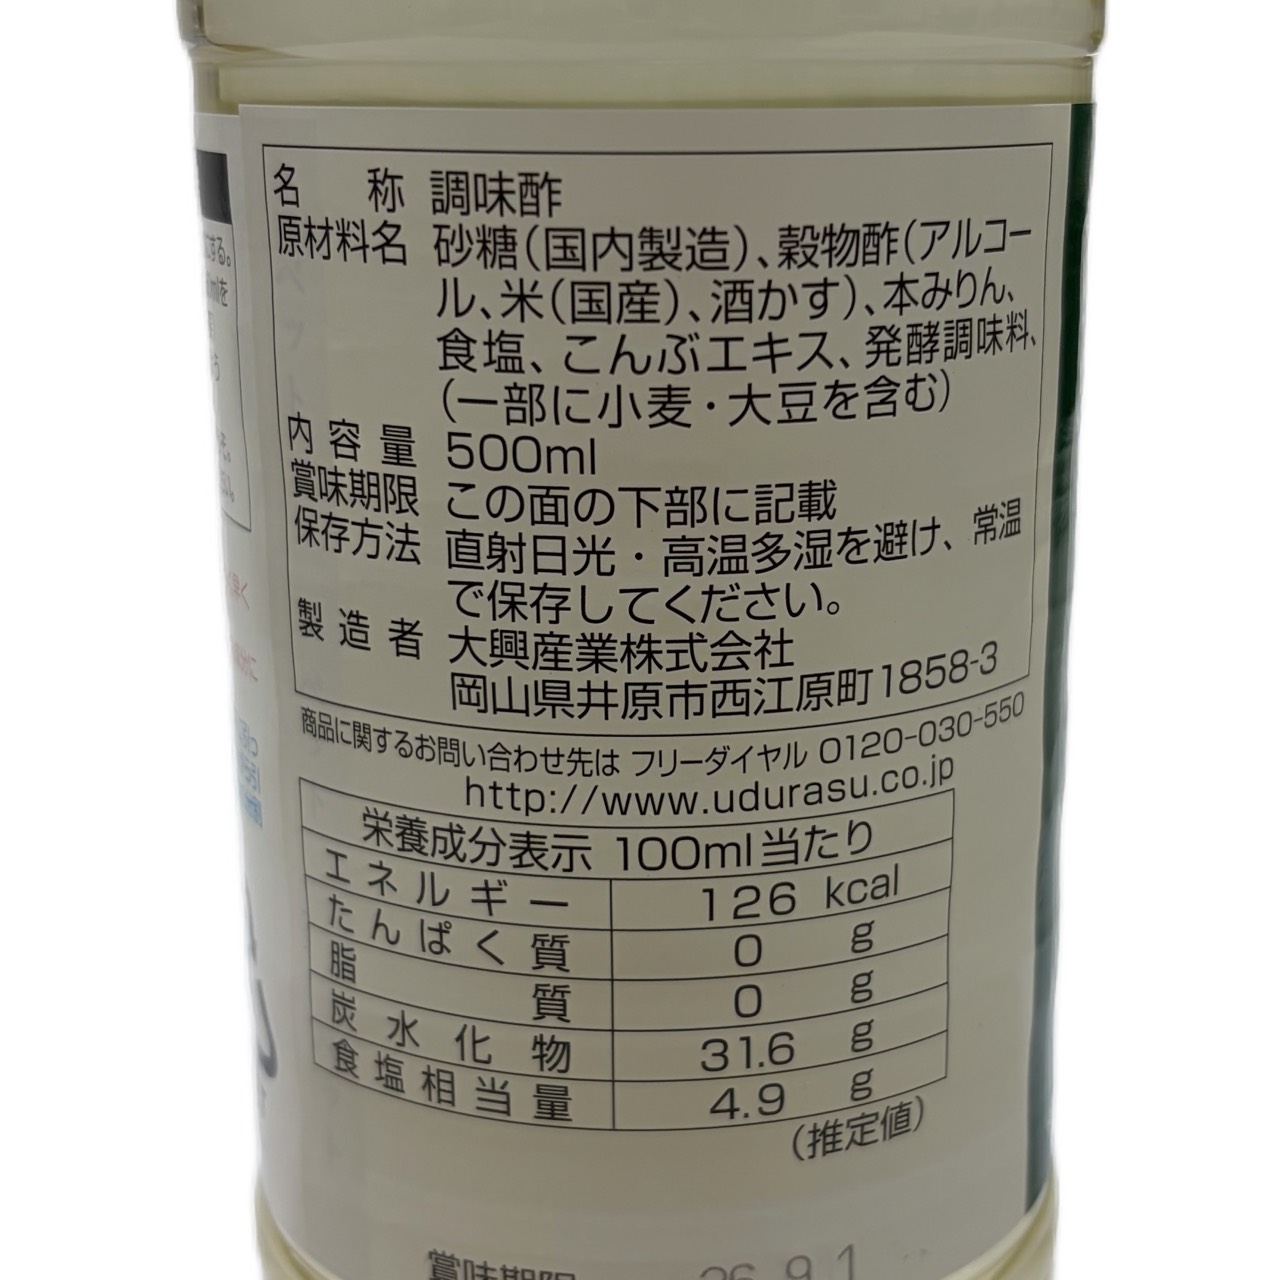 名称 調味酢
原材料名 砂糖(国内製造)、穀物酢(アルコー
ル、米(国産)、酒かす)、本みりん、
食塩、こんぶエキス、発酵調味料、
(一部に小麦・大豆を含む)
内容量 500ml
賞味期限 この面の下部に記載
保存方法 直射日光・高温多湿を避け、常温
で保存してください。
製造者 大興産業株式会社
岡山県井原市西江原町1858-3
商品に関するお問い合わせ先は フリーダイヤル 0120-030-550
http://www.udurasu.co.jp
栄養成分表示 100ml当たり
エネルギー 126 kcal
たんぱく質 0 g
脂質 0 g
炭水化物 31.6 g
食塩相当量 4.9 g
(推定値)
賞味期限 26.9.1